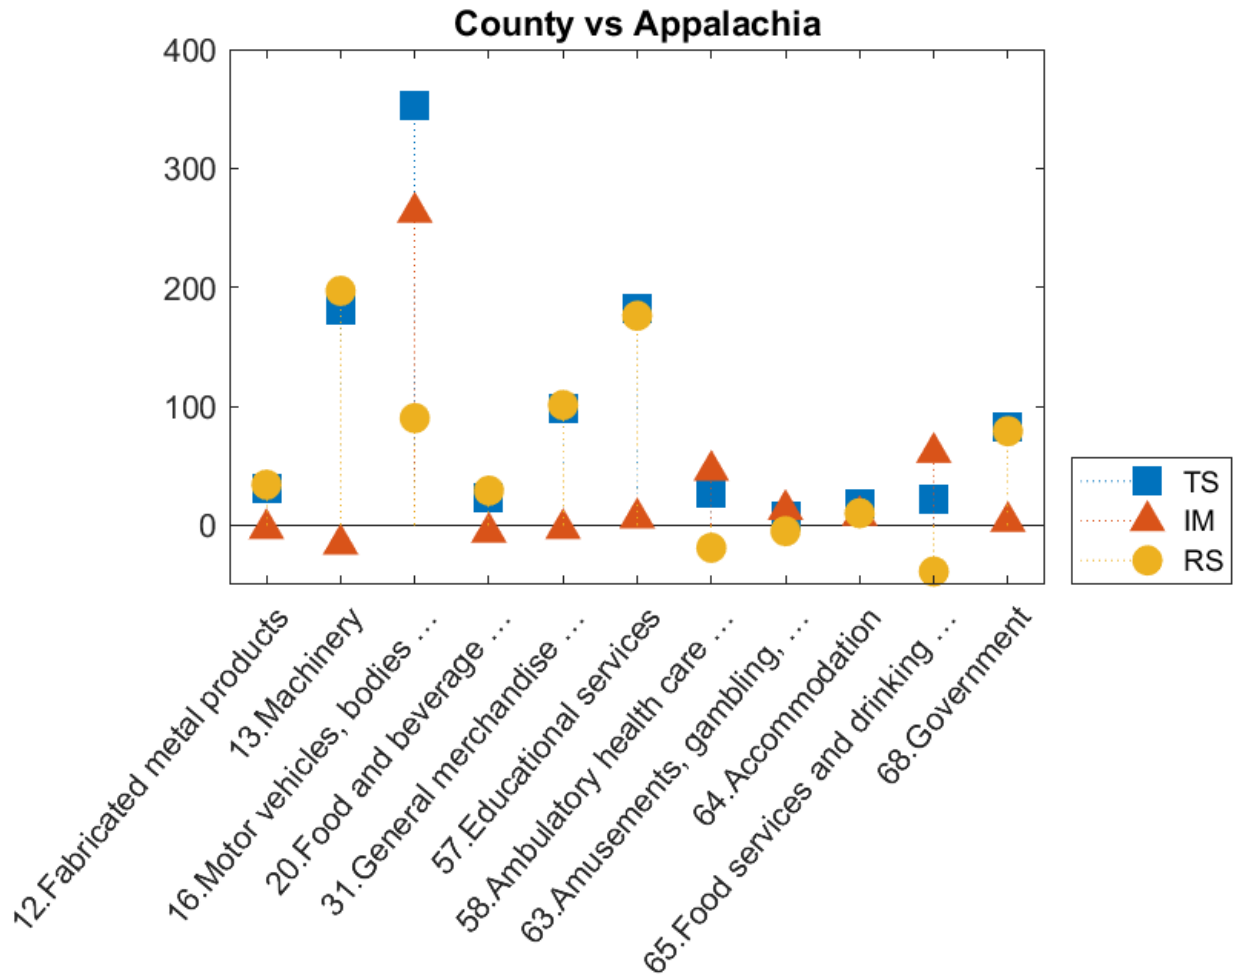 County vs Appalachia
400
300
200
100
0
12.Fabricated metal products
13.Machinery
16.Motor vehicles, bodies ...
20.Food and beverage ...
31.General merchandise ...
57.Educational services
58.Ambulatory health care ...
63.Amusements, gambling, ...
64.Accommodation
65.Food services and drinking ...
68.Government
TS
IM
RS